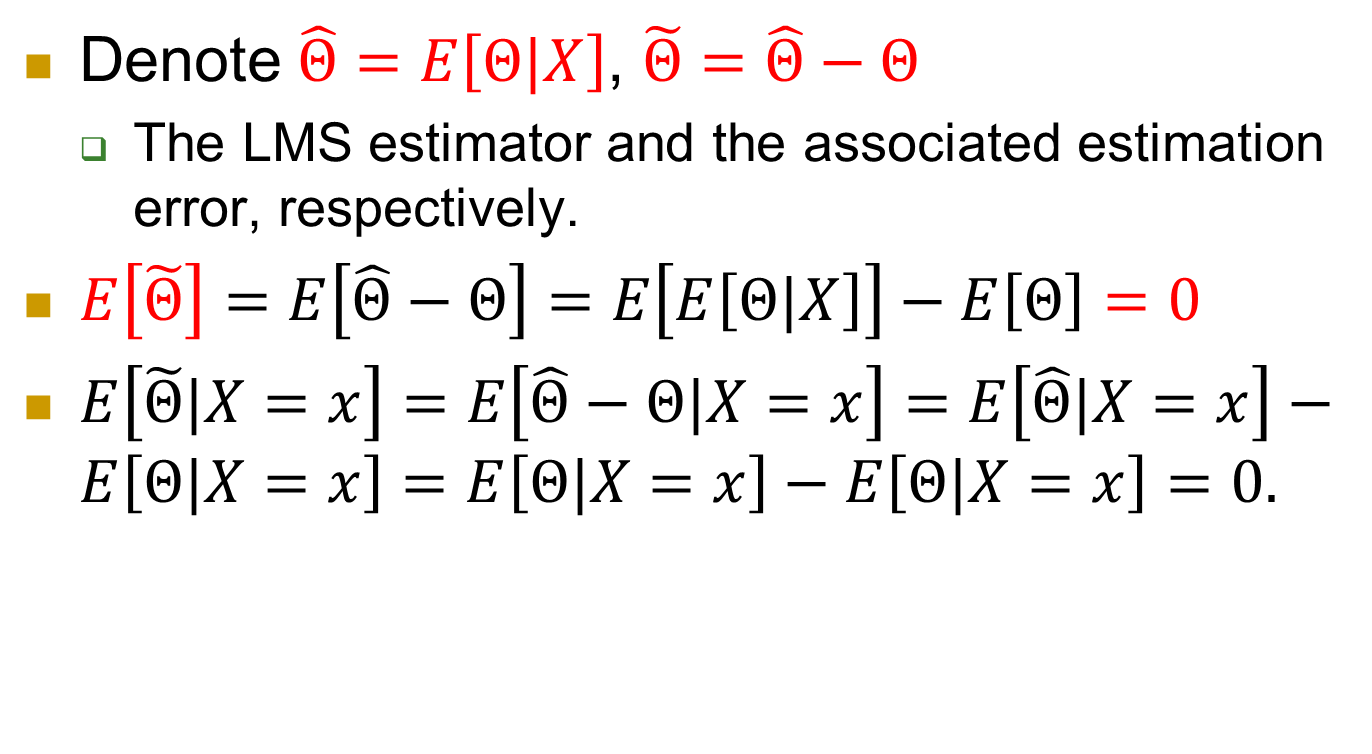 ■ Denote Θ̂ = E[Θ|X], Θ̃ = Θ̂ − Θ
❑ The LMS estimator and the associated estimation
error, respectively.
■ E[Θ̃] = E[Θ̂ − Θ] = E[E[Θ|X]] − E[Θ] = 0
■ E[Θ̃|X = x] = E[Θ̂ − Θ|X = x] = E[Θ̂|X = x] −
E[Θ|X = x] = E[Θ|X = x] − E[Θ|X = x] = 0.